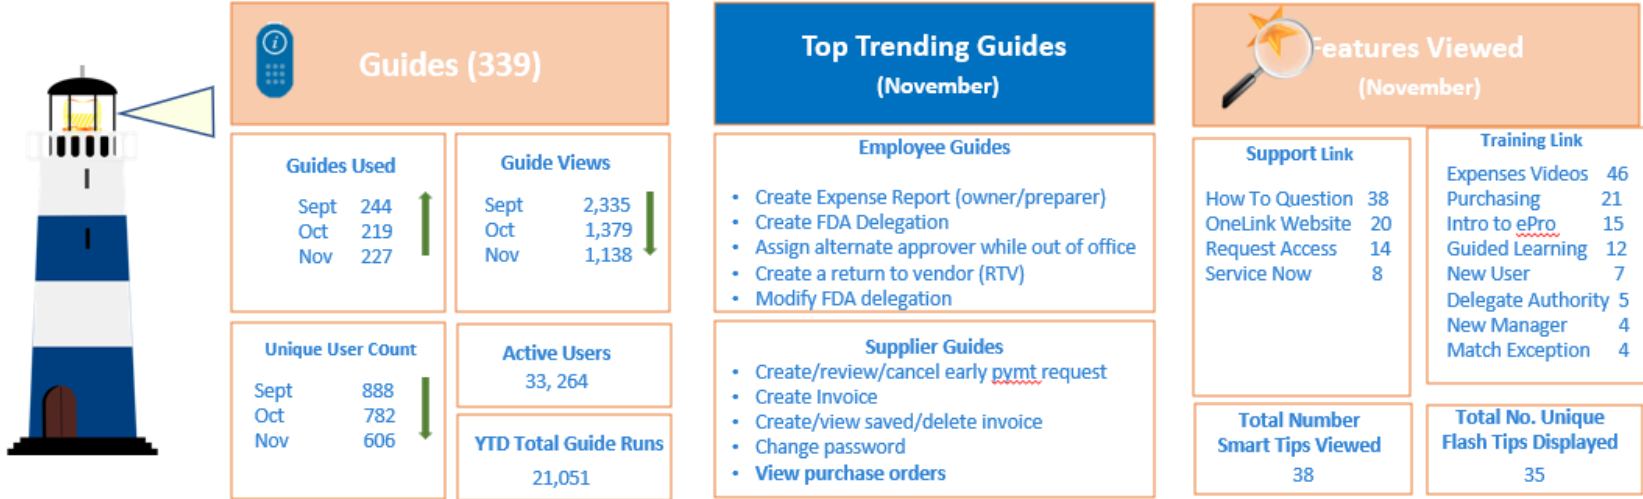 Guides (339)
Guides Used
Sept 244
Oct 219
Nov 227
Guide Views
Sept 2,335
Oct 1,379
Nov 1,138
Unique User Count
Sept 888
Oct 782
Nov 606
Active Users
33, 264
YTD Total Guide Runs
21,051
Top Trending Guides
(November)
Employee Guides
• Create Expense Report (owner/preparer)
• Create FDA Delegation
• Assign alternate approver while out of office
• Create a return to vendor (RTV)
• Modify FDA delegation
Supplier Guides
• Create/review/cancel early pymt request
• Create Invoice
• Create/view saved/delete invoice
• Change password
• View purchase orders
Features Viewed
(November)
Support Link
How To Question 38
OneLink Website 20
Request Access 14
Service Now 8
Training Link
Expenses Videos 46
Purchasing 21
Intro to ePro 15
Guided Learning 12
New User 7
Delegate Authority 5
New Manager 4
Match Exception 4
Total Number
Smart Tips Viewed
38
Total No. Unique
Flash Tips Displayed
35